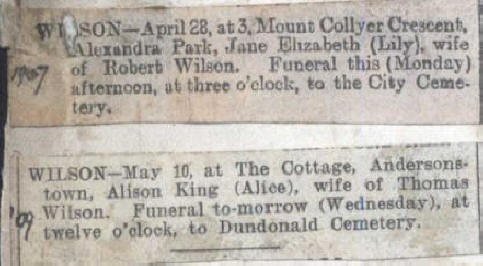 WILSON—April 28, at 3, Mount Collyer Crescent,
Alexandra Park, Jane Elizabeth (Lily), wife
of Robert Wilson. Funeral this (Monday)
afternoon, at three o'clock, to the City Ceme-
tery.
WILSON—May 10, at The Cottage, Andersons-
town, Alison King (Alice), wife of Thomas
Wilson. Funeral to-morrow (Wednesday), at
'09
twelve o'clock, to Dundonald Cemetery.